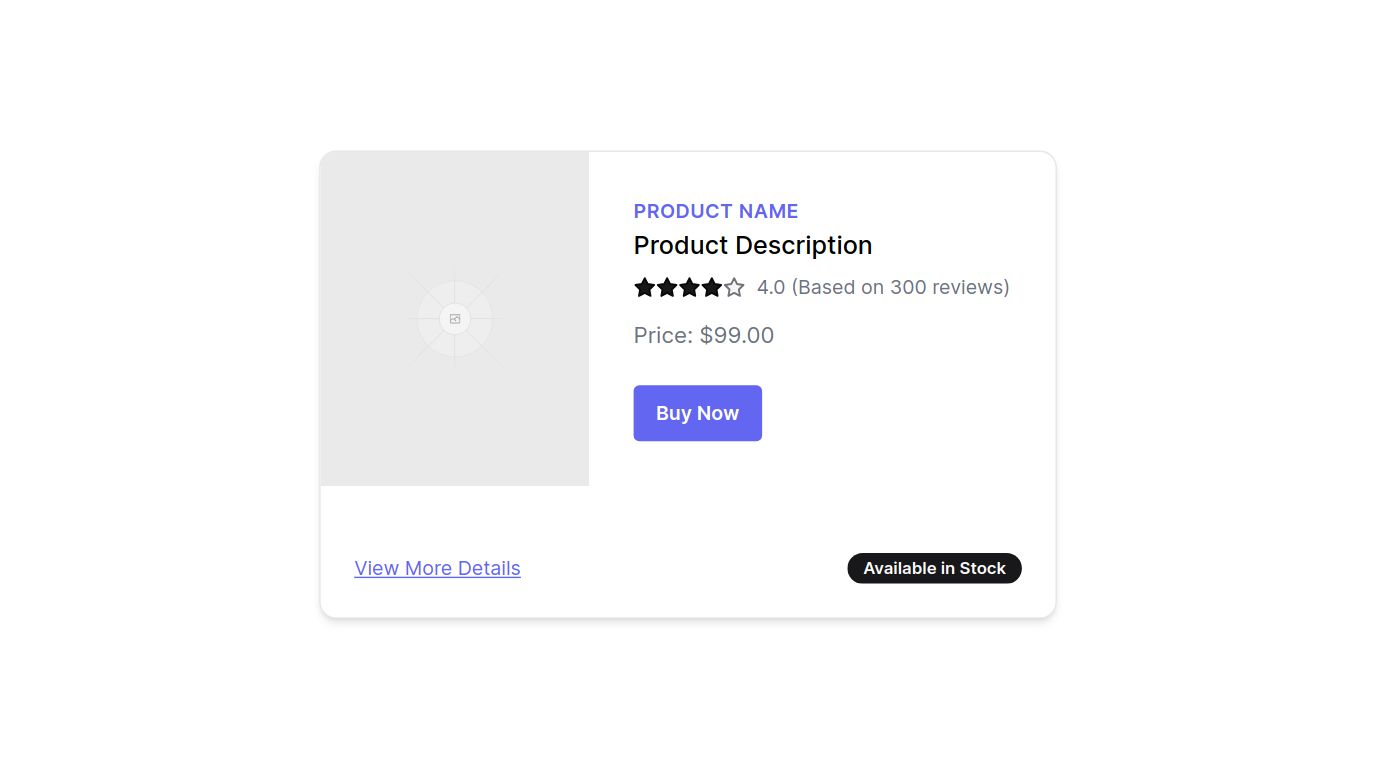 PRODUCT NAME
Product Description
4.0 (Based on 300 reviews)
Price: $99.00
Buy Now
View More Details
Available in Stock